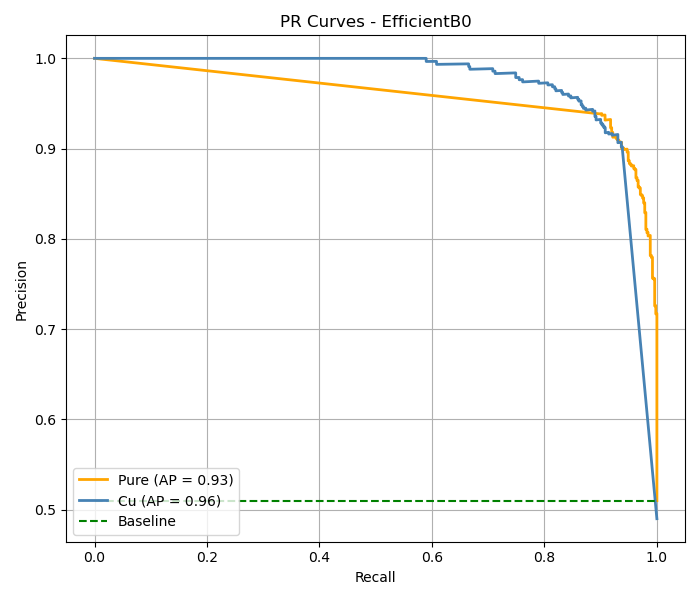 PR Curves - EfficientB0
Precision
1.0
0.9
0.8
0.7
0.6
0.5
Pure (AP = 0.93)
Cu (AP = 0.96)
Baseline
0.0 0.2 0.4 0.6 0.8 1.0
Recall